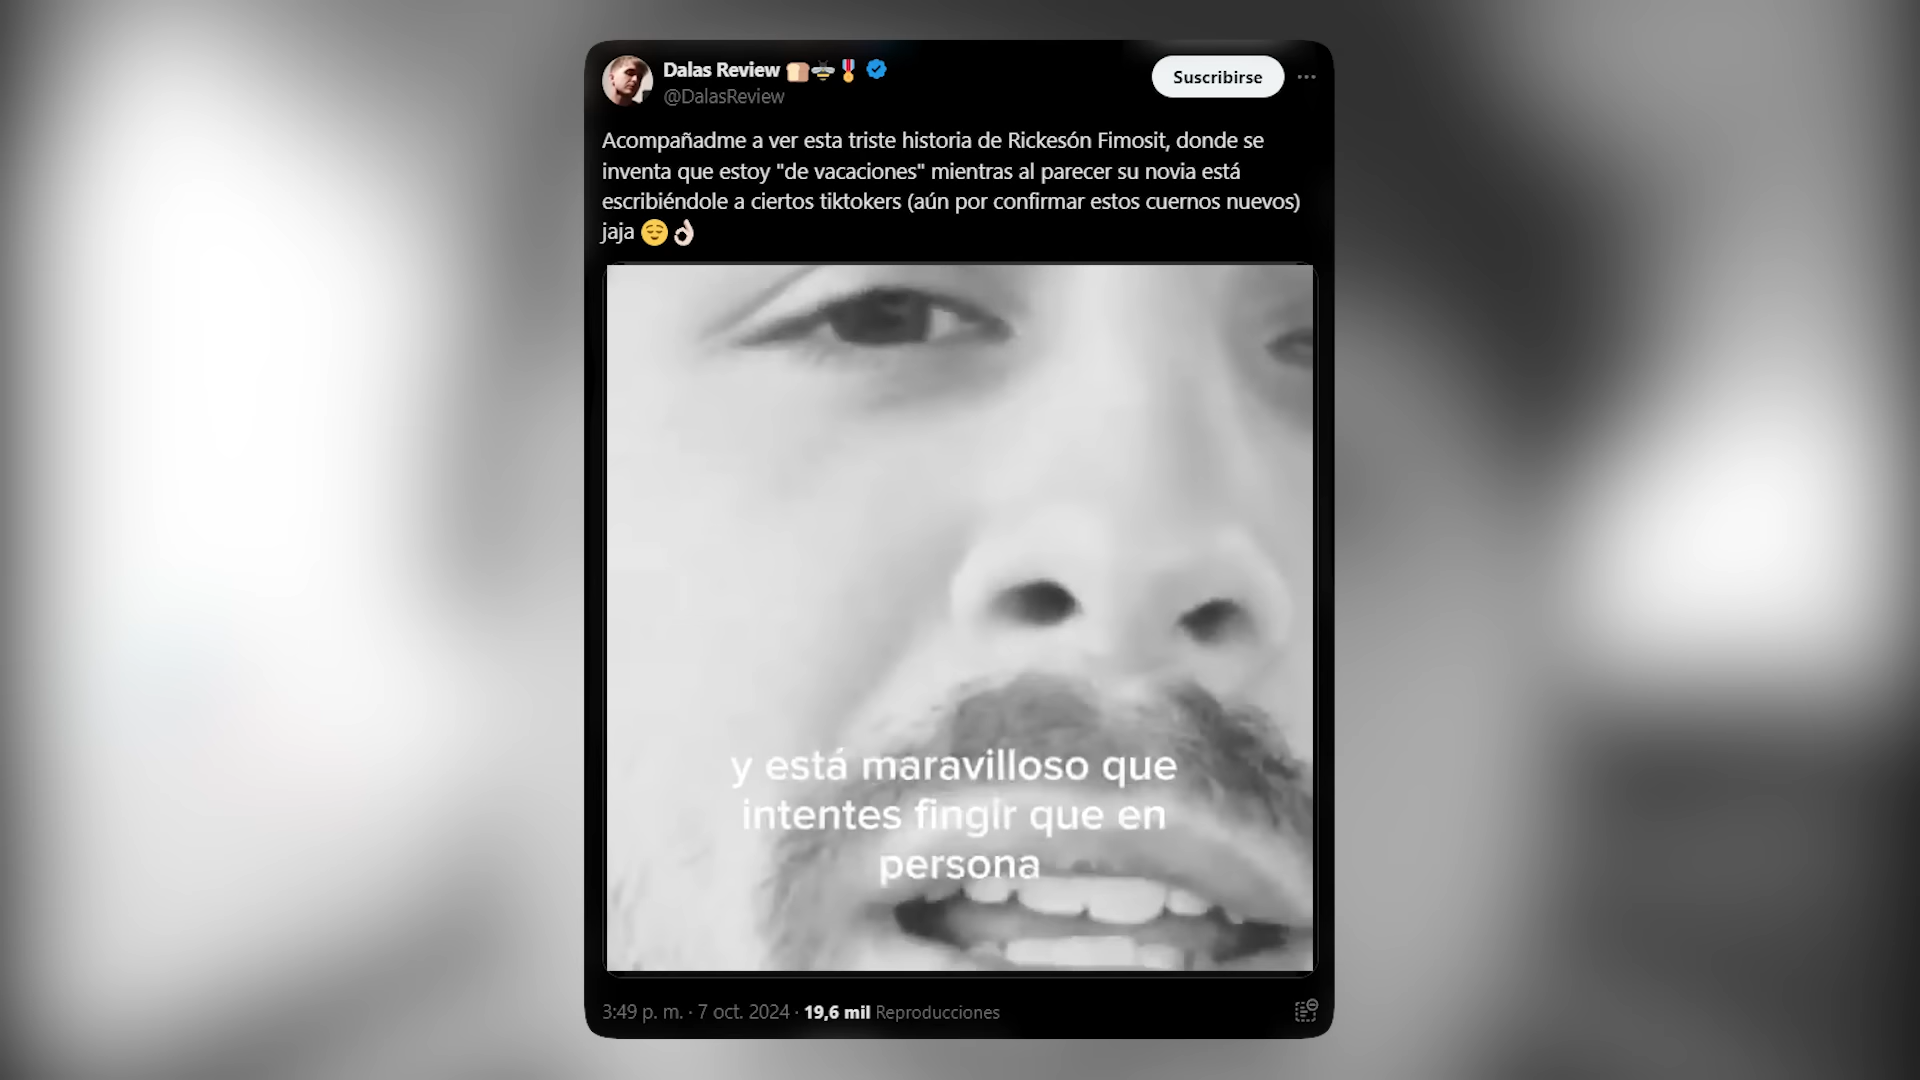 Dalas Review
@DalasReview
Suscribirse
Acompañadme a ver esta triste historia de Rickesón Fimosit, donde se
inventa que estoy "de vacaciones" mientras al parecer su novia está
escribiéndole a ciertos tiktokers (aún por confirmar estos cuernos nuevos)
jaja 😌👌🏻
y está maravilloso que
intentes fingir que en
persona
3:49 p. m. · 7 oct. 2024 · 19,6 mil Reproducciones